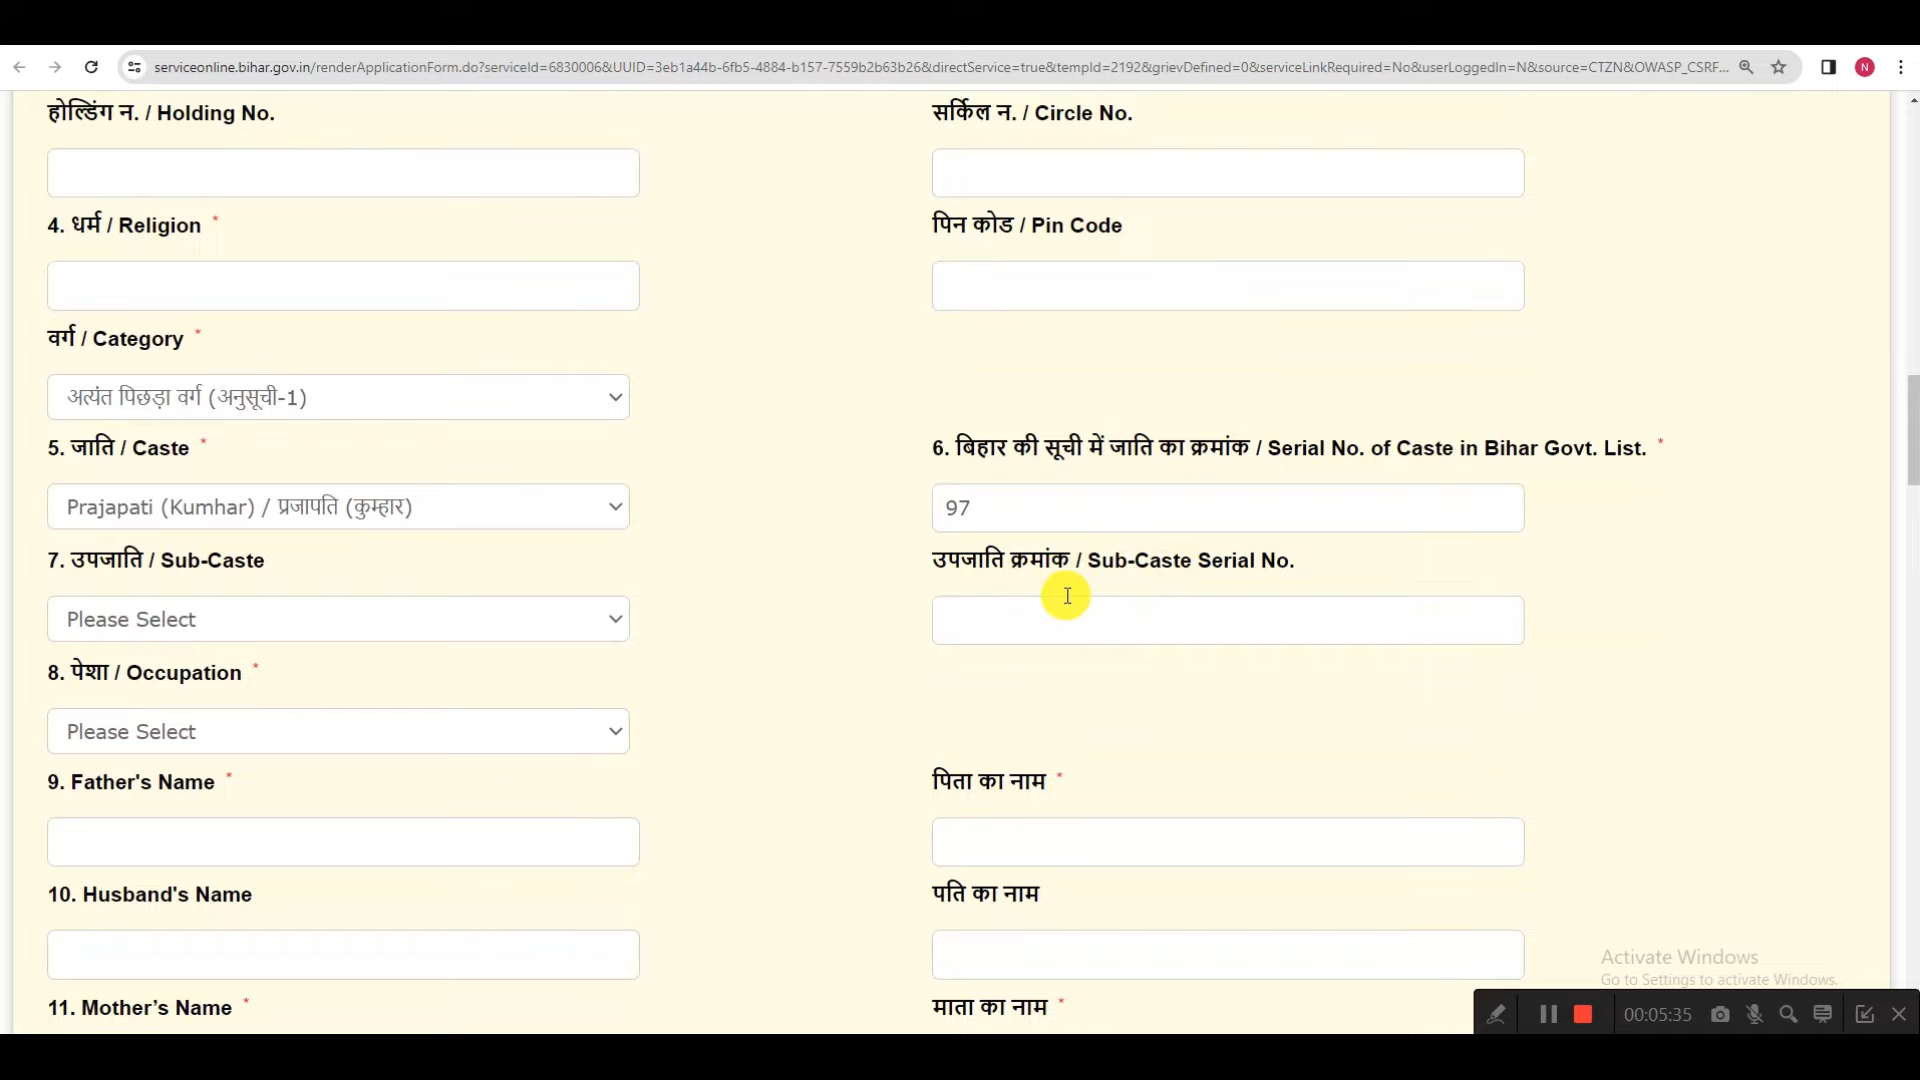 serviceonline.bihar.gov.in/renderApplicationForm.do?serviceId=6830006&UUID=3eb1a44b-6fb5-4884-b157-7559b2b63b26&directService=true&tempId=2192&grievDefined=0&serviceLinkRequired=No&userLoggedIn=N&source=CTZN&OWASP_CSRF...
N
होल्डिंग न. / Holding No.
सर्किल न. / Circle No.
4. धर्म / Religion *
पिन कोड / Pin Code
वर्ग / Category *
अत्यंत पिछड़ा वर्ग (अनुसूची-1)
5. जाति / Caste *
6. बिहार की सूची में जाति का क्रमांक / Serial No. of Caste in Bihar Govt. List. *
Prajapati (Kumhar) / प्रजापति (कुम्हार)
97
7. उपजाति / Sub-Caste
उपजाति क्रमांक / Sub-Caste Serial No.
Please Select
8. पेशा / Occupation *
Please Select
9. Father's Name *
पिता का नाम *
10. Husband's Name
पति का नाम
Activate Windows
Go to Settings to activate Windows.
11. Mother’s Name *
माता का नाम *
00:05:35